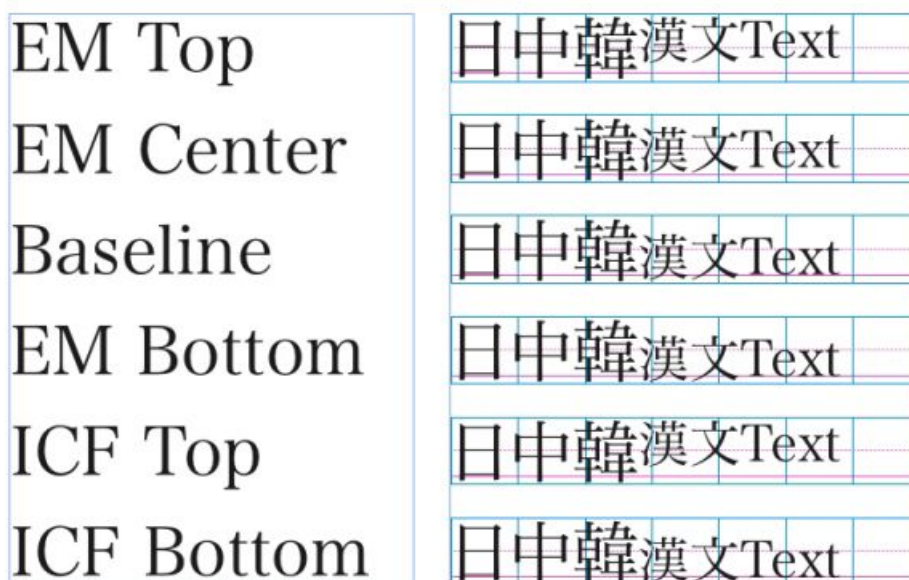 EM Top 日中韓漢文Text
EM Center 日中韓漢文Text
Baseline 日中韓漢文Text
EM Bottom 日中韓漢文Text
ICF Top 日中韓漢文Text
ICF Bottom 日中韓漢文Text